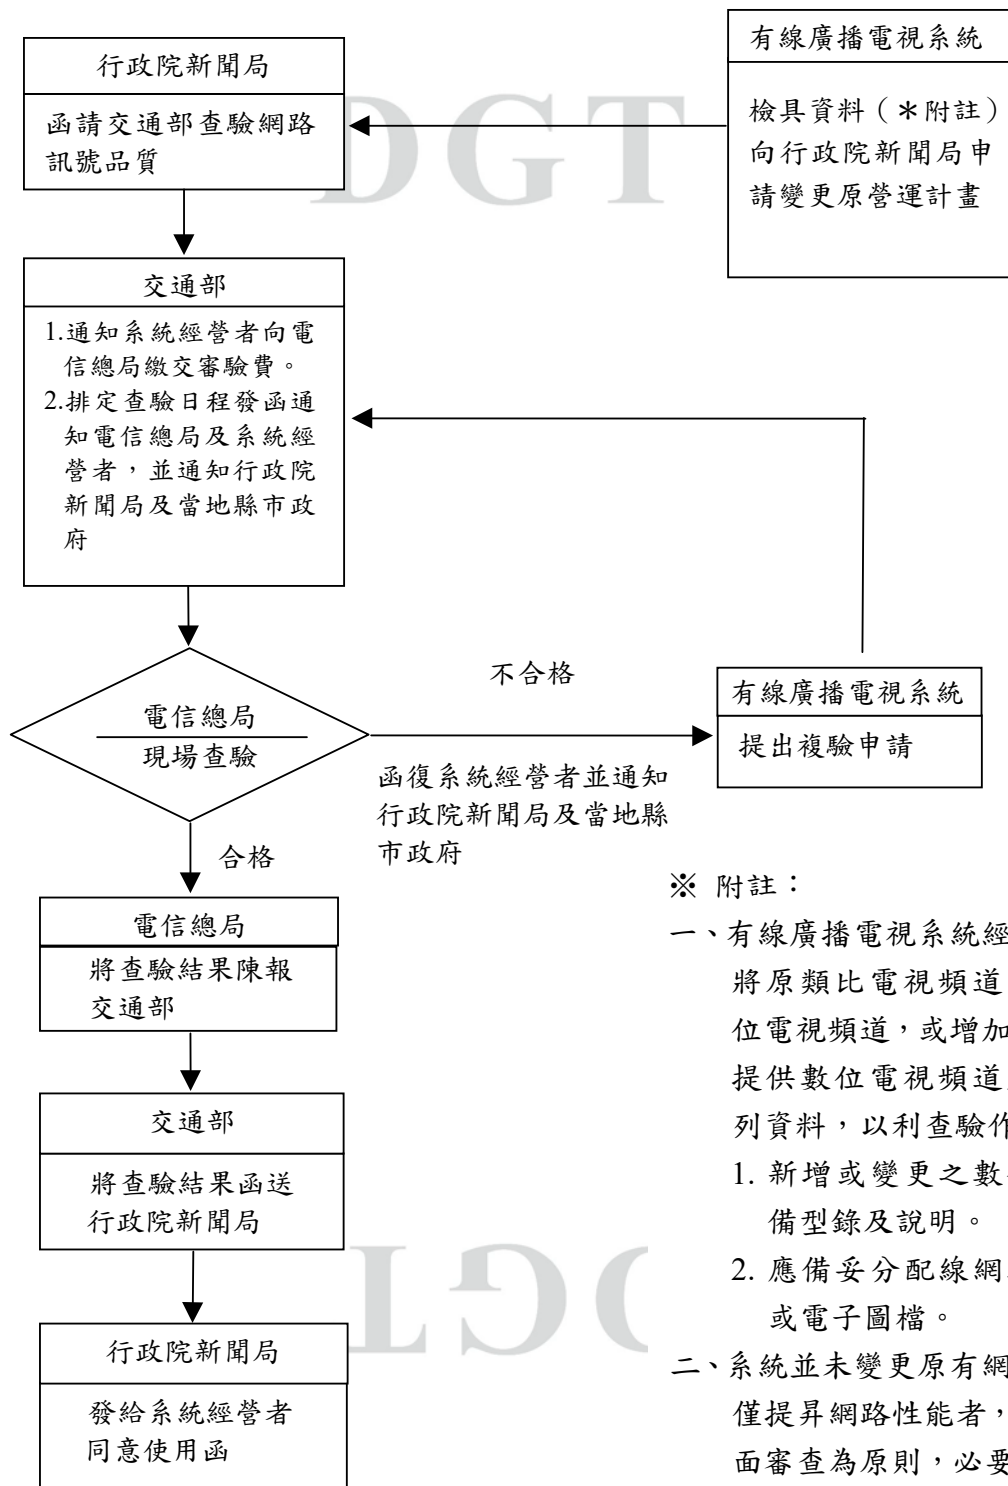 有線廣播電視系統
檢具資料（＊附註）
向行政院新聞局申
請變更原營運計畫
行政院新聞局
函請交通部查驗網路
訊號品質
DGT
交通部
1.通知系統經營者向電
信總局繳交審驗費。
2.排定查驗日程發函通
知電信總局及系統經
營者，並通知行政院
新聞局及當地縣市政
府
電信總局
現場查驗
不合格
函復系統經營者並通知
行政院新聞局及當地縣
市政府
有線廣播電視系統
提出複驗申請
合格
電信總局
將查驗結果陳報
交通部
交通部
將查驗結果函送
行政院新聞局
行政院新聞局
發給系統經營者
同意使用函
※ 附註：
一、有線廣播電視系統經
將原類比電視頻道
位電視頻道，或增加
提供數位電視頻道
列資料，以利查驗作
1. 新增或變更之數
備型錄及說明。
2. 應備妥分配線網
或電子圖檔。
二、系統並未變更原有網
僅提昇網路性能者，
面審查為原則，必要